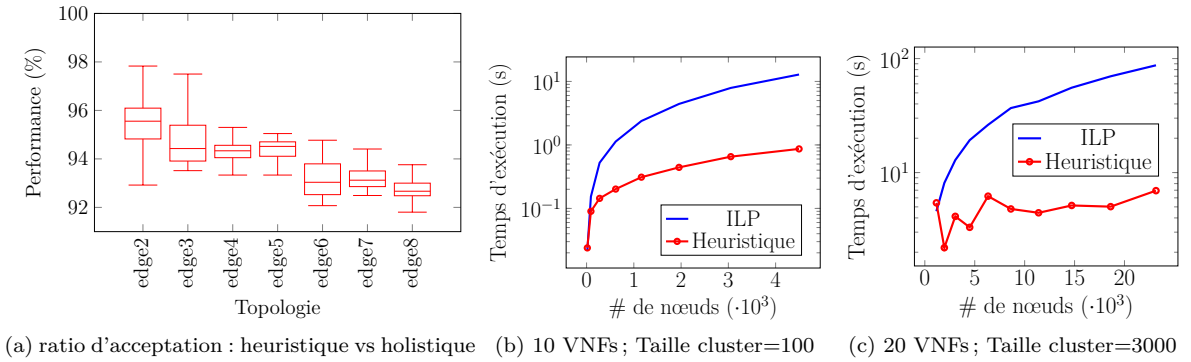 100
98
96
94
92
Performance (%)
edge2
edge3
edge4
edge5
edge6
edge7
edge8
Topologie
(a) ratio d'acceptation : heuristique vs holistique
10^1
10^0
10^-1
Temps d'exécution (s)
ILP
Heuristique
0 1 2 3 4
# de nœuds (·10^3)
(b) 10 VNFs ; Taille cluster=100
10^2
10^1
Temps d'exécution (s)
ILP
Heuristique
0 5 10 15 20
# de nœuds (·10^3)
(c) 20 VNFs ; Taille cluster=3000